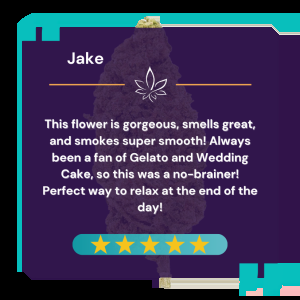 Jake
This flower is gorgeous, smells great,
and smokes super smooth! Always
been a fan of Gelato and Wedding
Cake, so this was a no-brainer!
Perfect way to relax at the end of the
day!